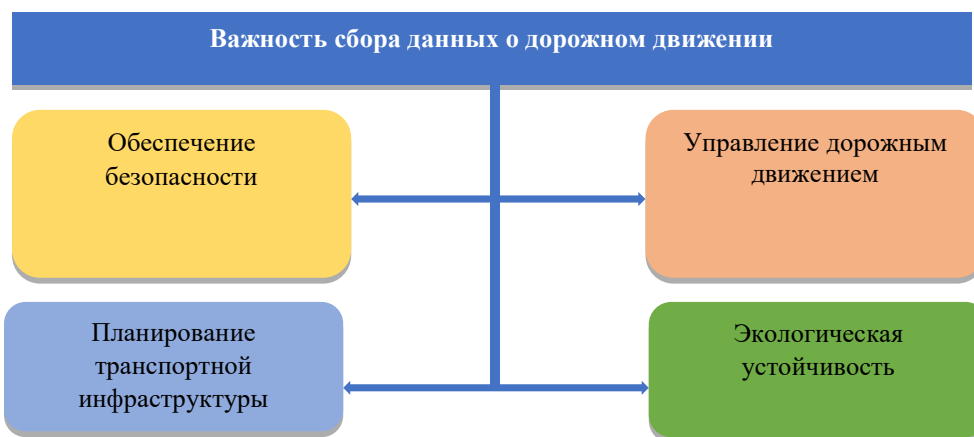 Важность сбора данных о дорожном движении
Обеспечение
безопасности
Управление дорожным
движением
Планирование
транспортной
инфраструктуры
Экологическая
устойчивость